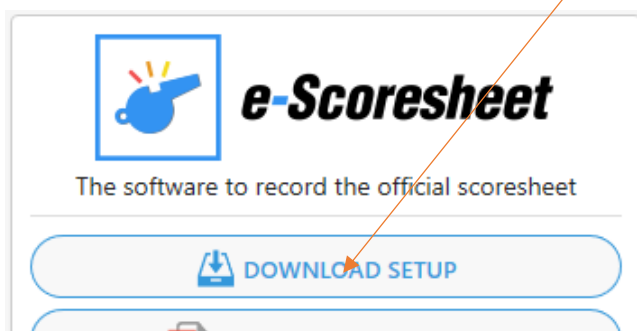 e-Scoresheet
The software to record the official scoresheet
DOWNLOAD SETUP